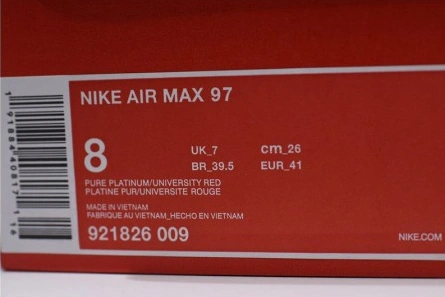 NIKE AIR MAX 97
8
UK_7 cm_26
BR_39.5 EUR_41
PURE PLATINUM/UNIVERSITY RED
PLATINE PUR/UNIVERSITE ROUGE
MADE IN VIETNAM
FABRIQUE AU VIETNAM_HECHO EN VIETNAM
921826 009
NIKE.COM